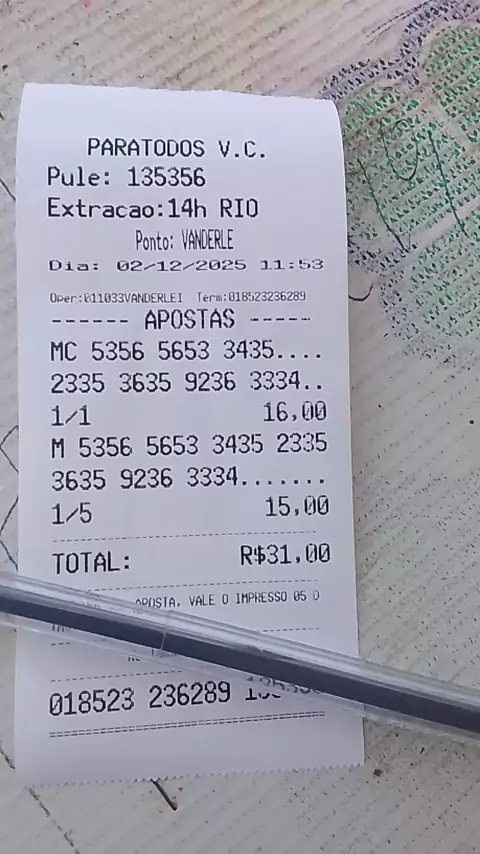 PARATODOS V.C.
Pule: 135356
Extracao:14h RIO
Ponto: VANDERLE
Dia: 02/12/2025 11:53
Oper:011033VANDERLEI Term:018523236289
------ APOSTAS -----
MC 5356 5653 3435....
2335 3635 9236 3334..
1/1 16,00
M 5356 5653 3435 2335
3635 9236 3334.......
1/5 15,00
TOTAL: R$31,00
APOSTA, VALE O IMPRESSO 05 D
018523 236289